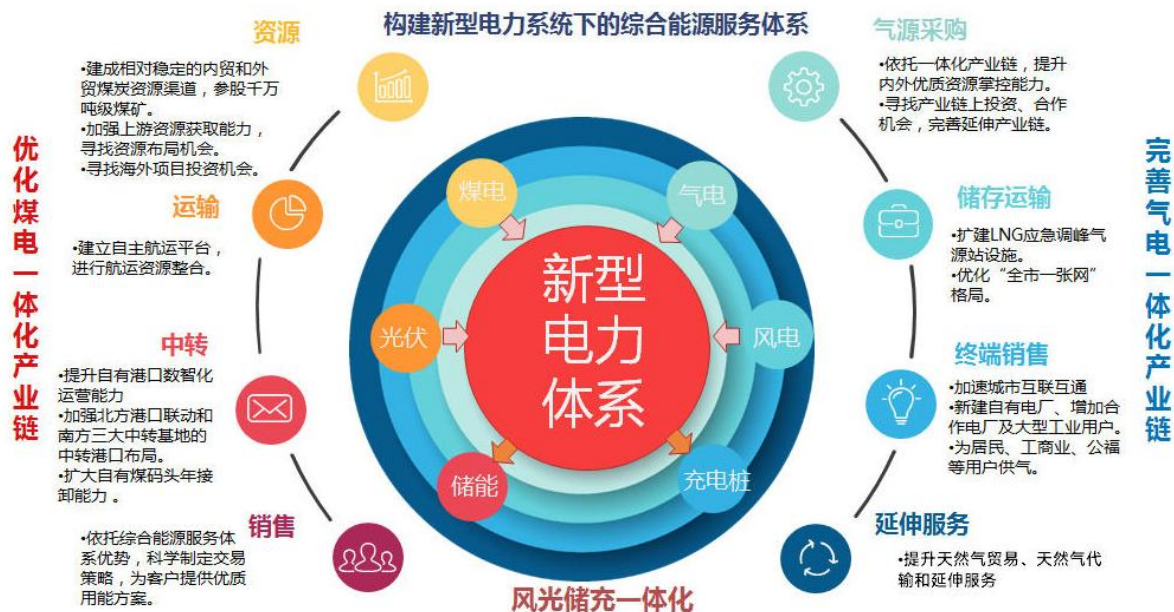 构建新型电力系统下的综合能源服务体系
优化煤电一体化产业链
资源
•建成相对稳定的内贸和外
贸煤炭资源渠道，参股千万
吨级煤矿。
•加强上游资源获取能力，
寻找资源布局机会。
•寻找海外项目投资机会。
运输
•建立自主航运平台，
进行航运资源整台。
中转
•提升自有港口数智化
运营能力
•加强北方港口联动和
南方三大中转基地的
中转港口布局。
•扩大自有煤码头年接
卸能力 。
销售
•依托综合能源服务体
系优势，科学制定交易
策略，为客户提供优质
用能方案。
煤电
气电
光伏
新型
电力
体系
风电
储能
充电桩
风光储充一体化
气源采购
•依托一体化产业链，提升
内外优质资源掌控能力。
•寻找产业链上投资、合作
机会，完善延伸产业链。
储存运输
•扩建LNG应急调峰气
源站设施。
•优化“全市一张网”
格局。
终端销售
•加速城市互联互通
•新建自有电厂、增加合
作电厂及大型工业用户。
•为居民、工商业、公福
等用户供气。
延伸服务
•提升天然气贸易、天然气代
输和延伸服务
完善气电一体化产业链